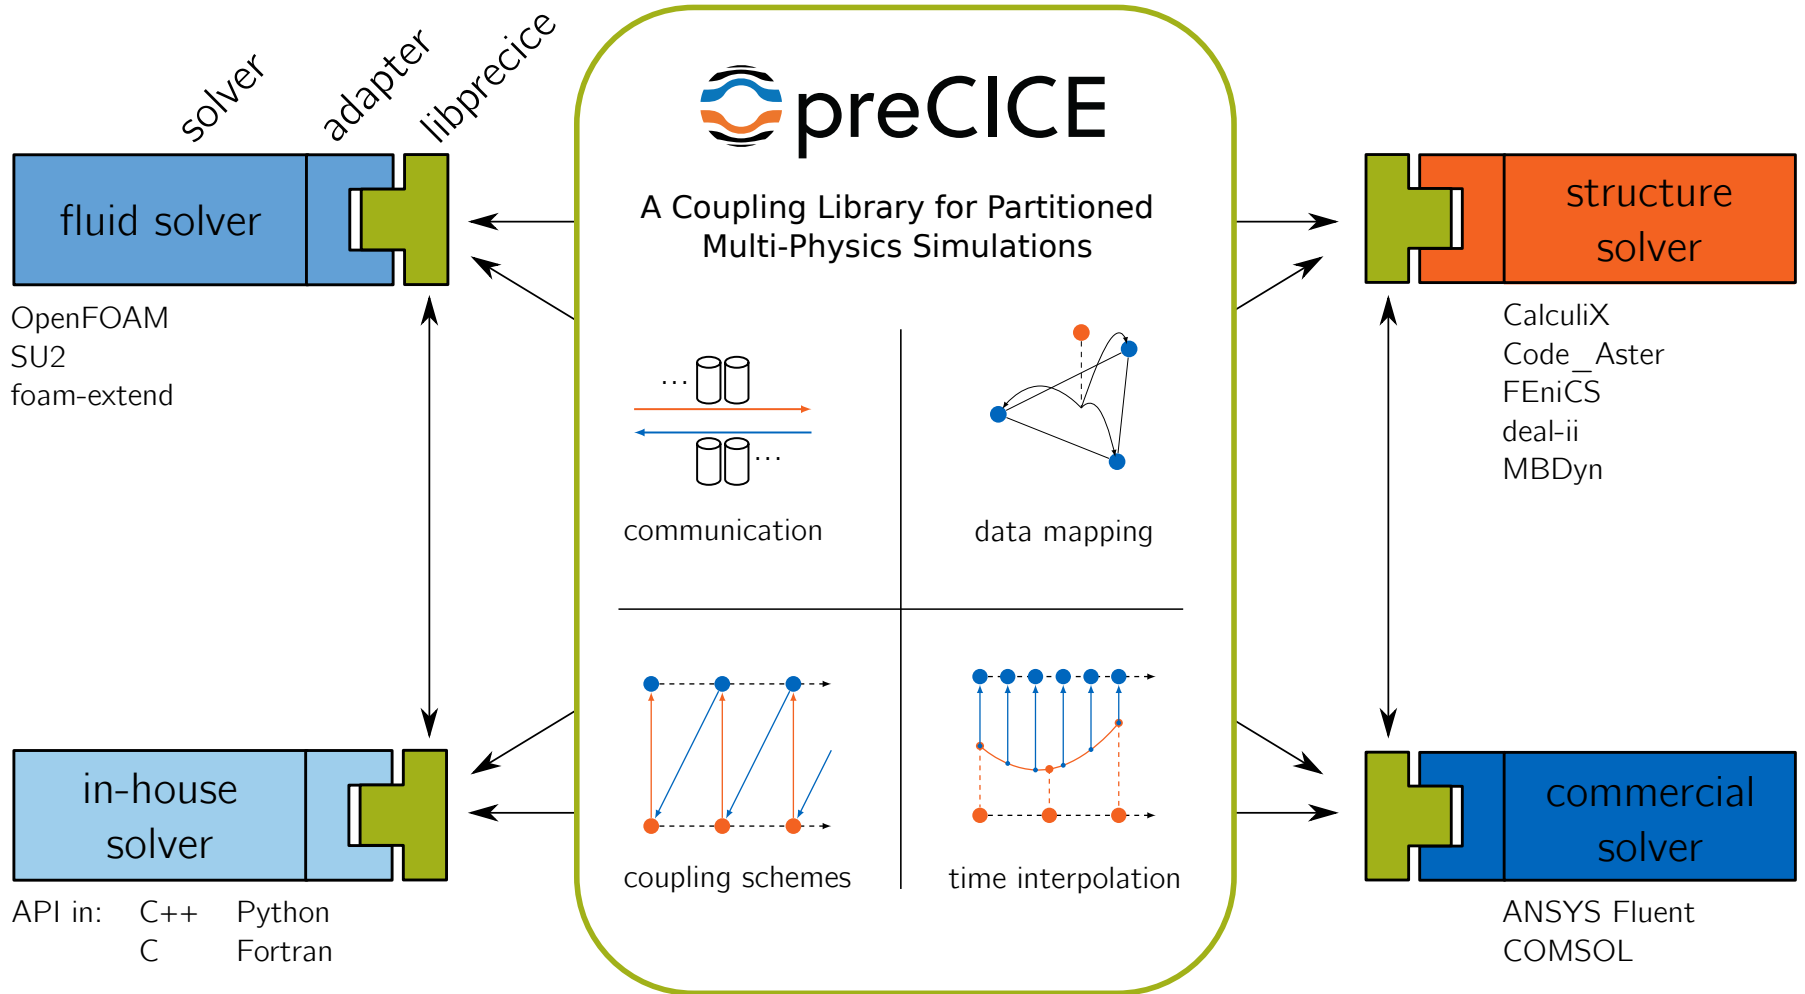 solver
adapter
libprecice
preCICE
A Coupling Library for Partitioned
Multi-Physics Simulations
fluid solver
OpenFOAM
SU2
foam-extend
structure
solver
CalculiX
Code_Aster
FEniCS
deal-ii
MBDyn
...
...
communication
data mapping
coupling schemes
time interpolation
in-house
solver
API in: C++ Python
C Fortran
commercial
solver
ANSYS Fluent
COMSOL